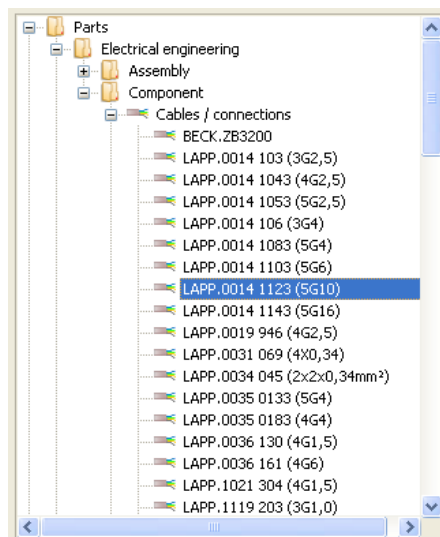 Parts
Electrical engineering
Assembly
Component
Cables / connections
BECK.ZB3200
LAPP.0014 103 (3G2,5)
LAPP.0014 1043 (4G2,5)
LAPP.0014 1053 (5G2,5)
LAPP.0014 106 (3G4)
LAPP.0014 1083 (5G4)
LAPP.0014 1103 (5G6)
LAPP.0014 1123 (5G10)
LAPP.0014 1143 (5G16)
LAPP.0019 946 (4G2,5)
LAPP.0031 069 (4X0,34)
LAPP.0034 045 (2x2x0,34mm²)
LAPP.0035 0133 (5G4)
LAPP.0035 0183 (4G4)
LAPP.0036 130 (4G1,5)
LAPP.0036 161 (4G6)
LAPP.1021 304 (4G1,5)
LAPP.1119 203 (3G1,0)